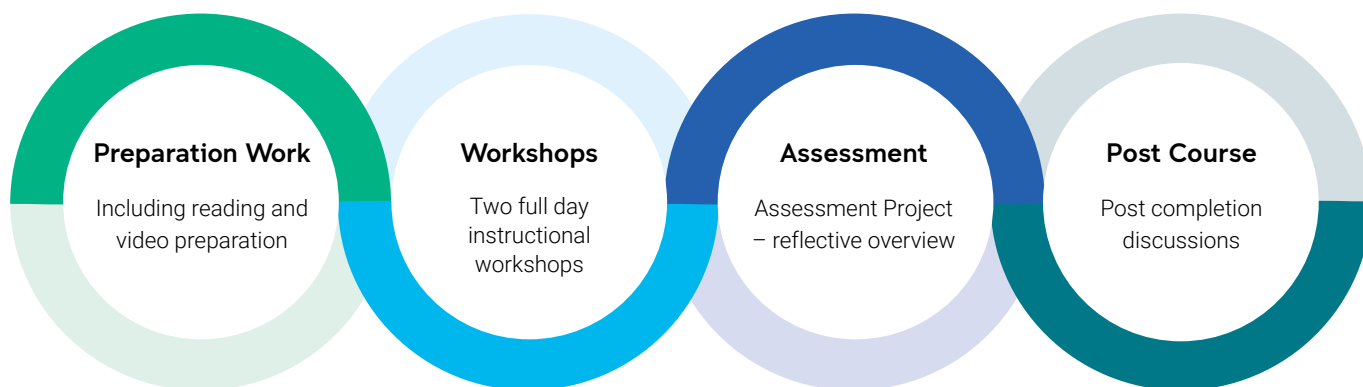 Preparation Work
Including reading and
video preparation
Workshops
Two full day
instructional
workshops
Assessment
Assessment Project
– reflective overview
Post Course
Post completion
discussions